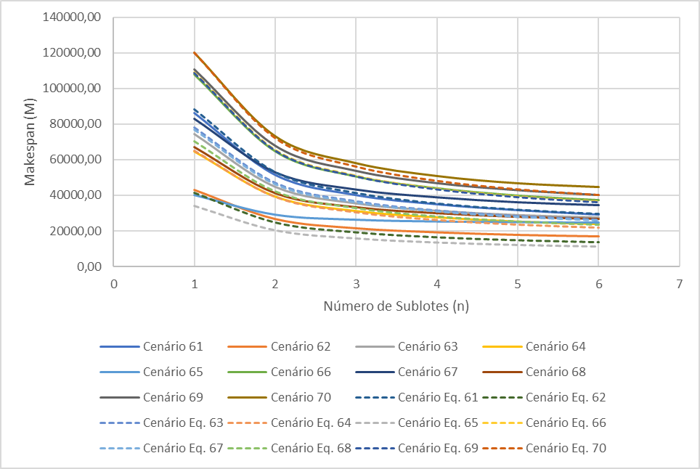 140000,00
120000,00
100000,00
80000,00
60000,00
40000,00
20000,00
0,00
Makespan (M)
0 1 2 3 4 5 6 7
Número de Sublotes (n)
Cenário 61 Cenário 62 Cenário 63 Cenário 64
Cenário 65 Cenário 66 Cenário 67 Cenário 68
Cenário 69 Cenário 70 Cenário Eq. 61 Cenário Eq. 62
Cenário Eq. 63 Cenário Eq. 64 Cenário Eq. 65 Cenário Eq. 66
Cenário Eq. 67 Cenário Eq. 68 Cenário Eq. 69 Cenário Eq. 70